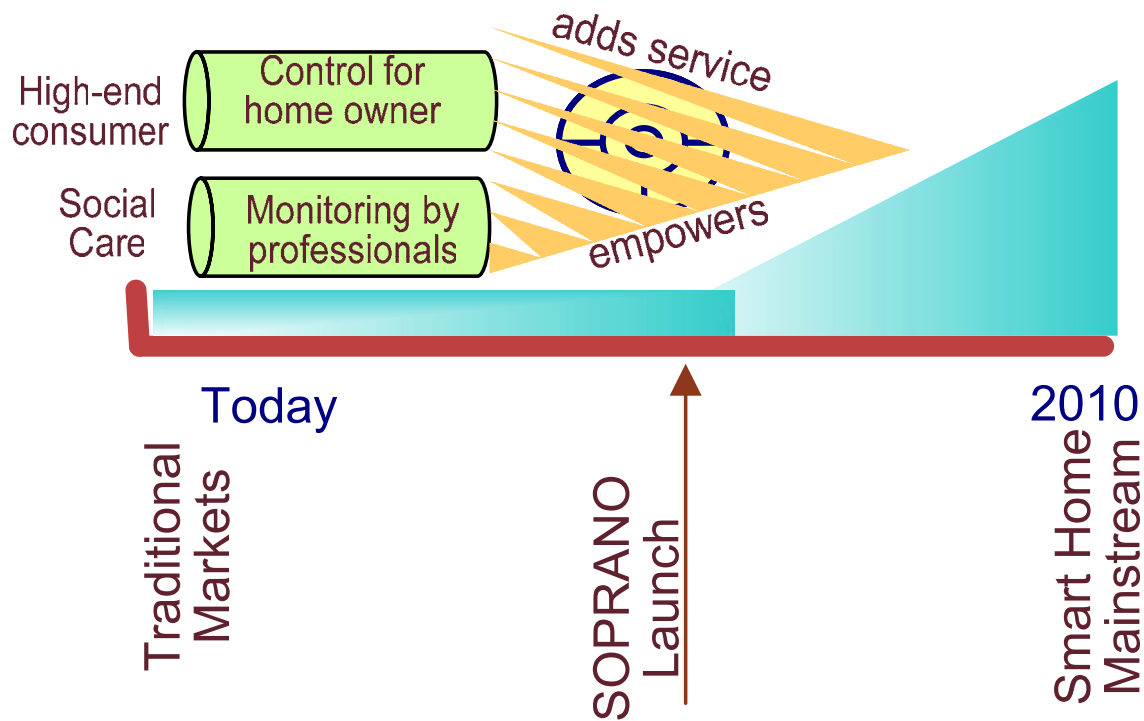 High-end
consumer
Control for
home owner
adds service
Social
Care
Monitoring by
professionals
empowers
Today
2010
Traditional
Markets
SOPRANO
Launch
Smart Home
Mainstream